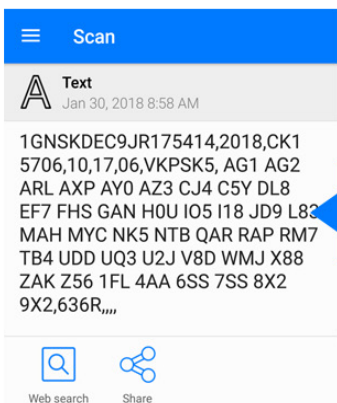 Scan
Text
Jan 30, 2018 8:58 AM
1GNSKDEC9JR175414,2018,CK1
5706,10,17,06,VKPSK5, AG1 AG2
ARL AXP AY0 AZ3 CJ4 C5Y DL8
EF7 FHS GAN H0U IO5 I18 JD9 L83
MAH MYC NK5 NTB QAR RAP RM7
TB4 UDD UQ3 U2J V8D WMJ X88
ZAK Z56 1FL 4AA 6SS 7SS 8X2
9X2,636R,,,,
Web search Share